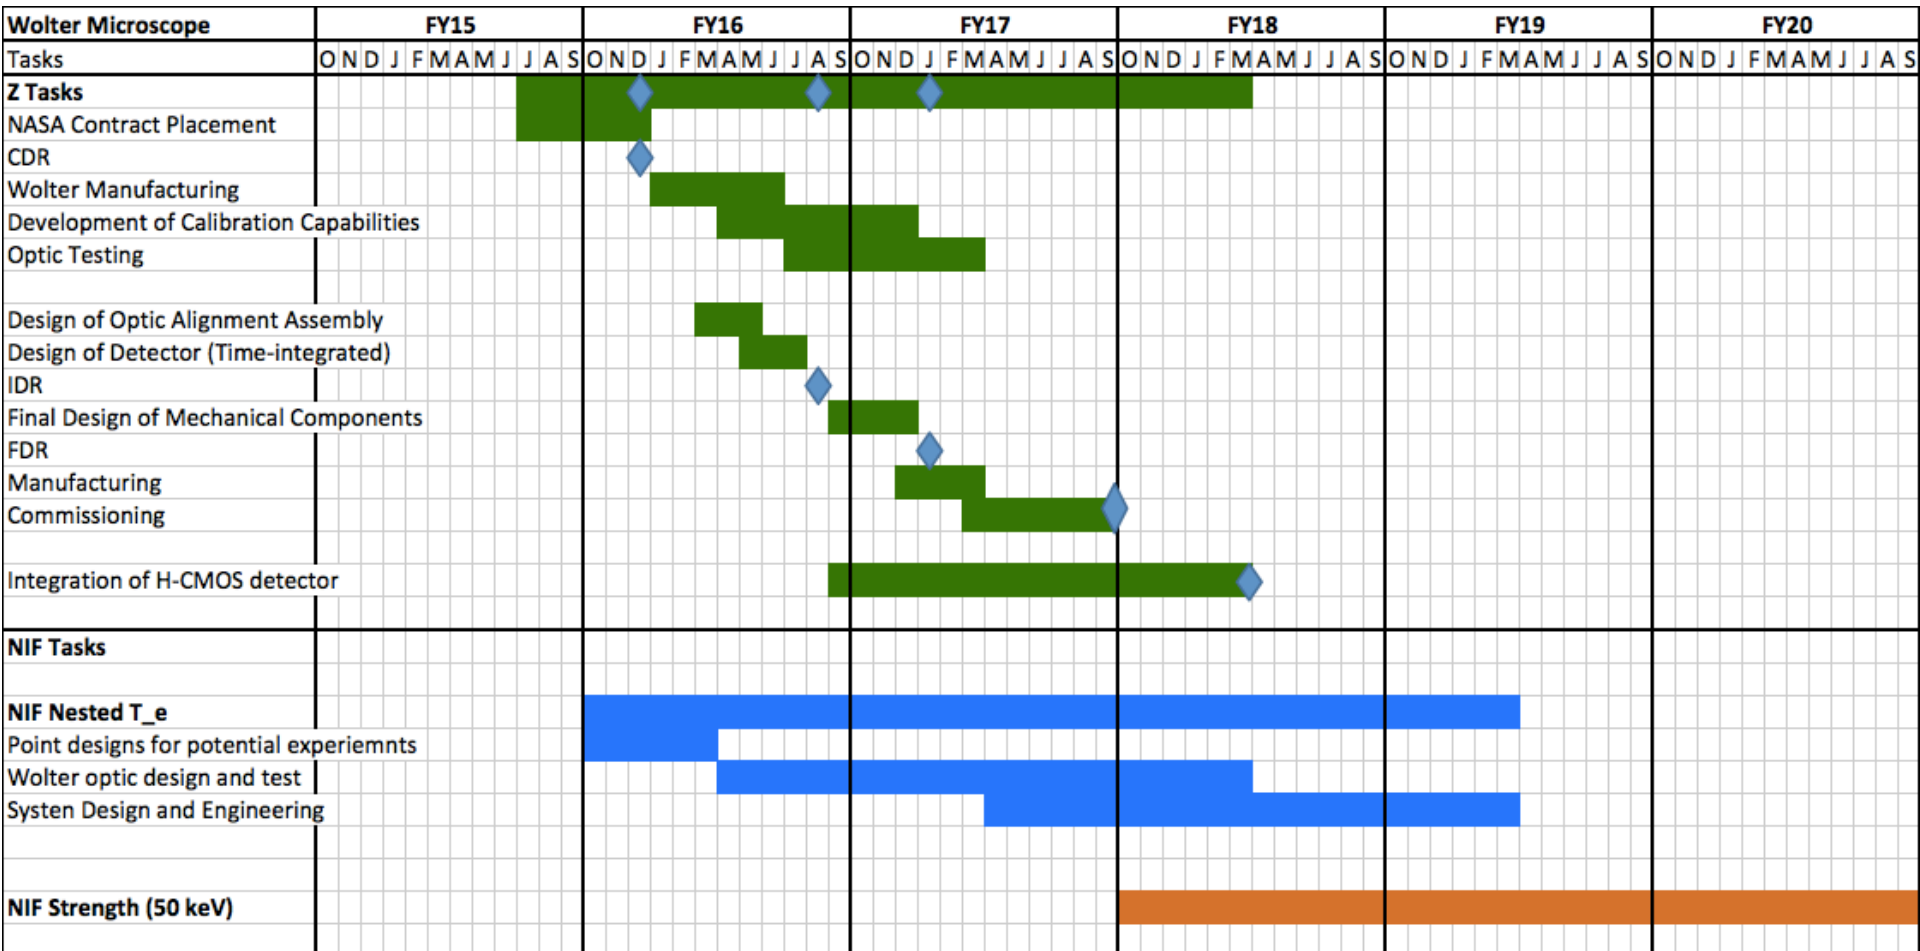 Wolter Microscope FY15 FY16 FY17 FY18 FY19 FY20
Tasks O N D J F M A M J J A S O N D J F M A M J J A S O N D J F M A M J J A S O N D J F M A M J J A S O N D J F M A M J J A S O N D J F M A M J J A S
Z Tasks
NASA Contract Placement
CDR
Wolter Manufacturing
Development of Calibration Capabilities
Optic Testing
Design of Optic Alignment Assembly
Design of Detector (Time-integrated)
IDR
Final Design of Mechanical Components
FDR
Manufacturing
Commissioning
Integration of H-CMOS detector
NIF Tasks
NIF Nested T_e
Point designs for potential experiemnts
Wolter optic design and test
Systen Design and Engineering
NIF Strength (50 keV)